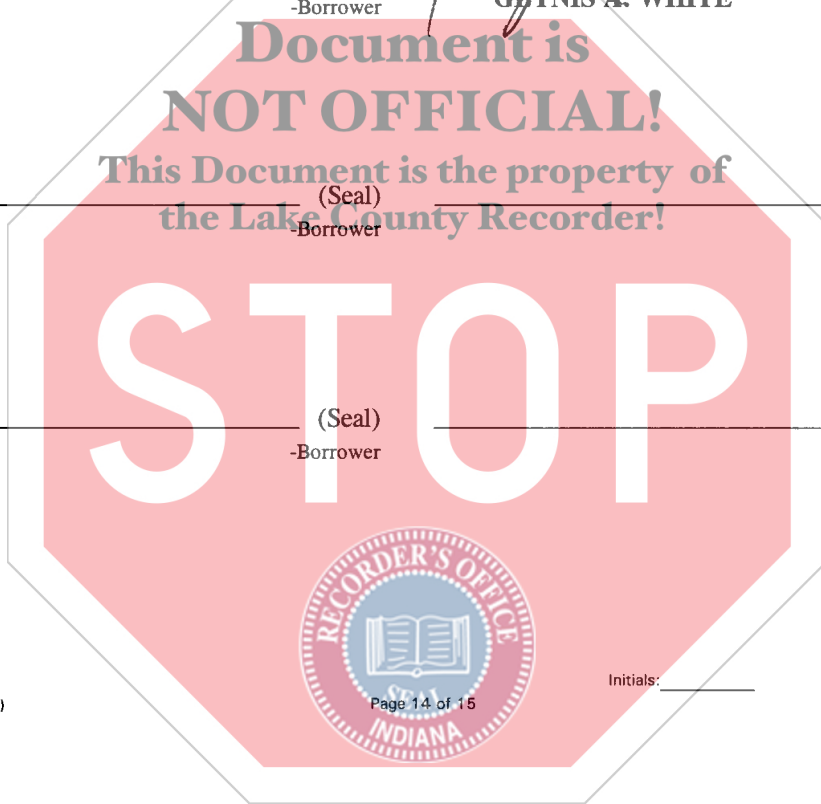 -Borrower
GLYNIS A. WHITE
Document is
NOT OFFICIAL!
This Document is the property of
(Seal)
the Lake County Recorder!
-Borrower
STOP
(Seal)
-Borrower
RECORDER'S OFFICE
SEAL
INDIANA
Initials:
Page 14 of 15
)